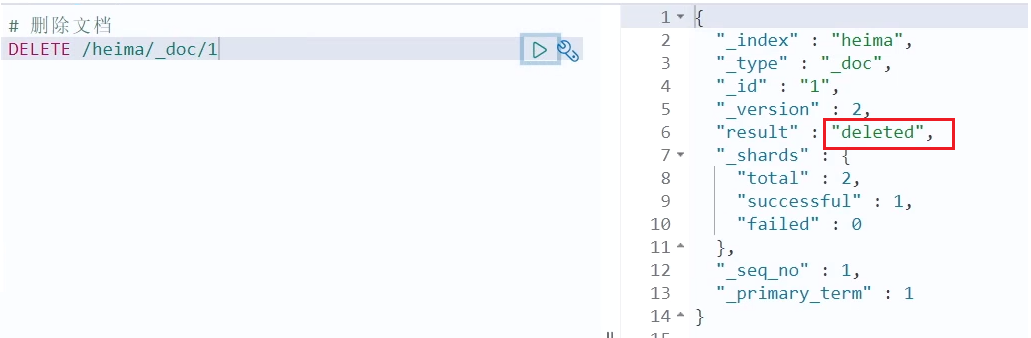 # 删除文档
DELETE /heima/_doc/1
1 {
2 "_index" : "heima",
3 "_type" : "_doc",
4 "_id" : "1",
5 "_version" : 2,
6 "result" : "deleted",
7 "_shards" : {
8 "total" : 2,
9 "successful" : 1,
10 "failed" : 0
11 },
12 "_seq_no" : 1,
13 "_primary_term" : 1
14 }
15